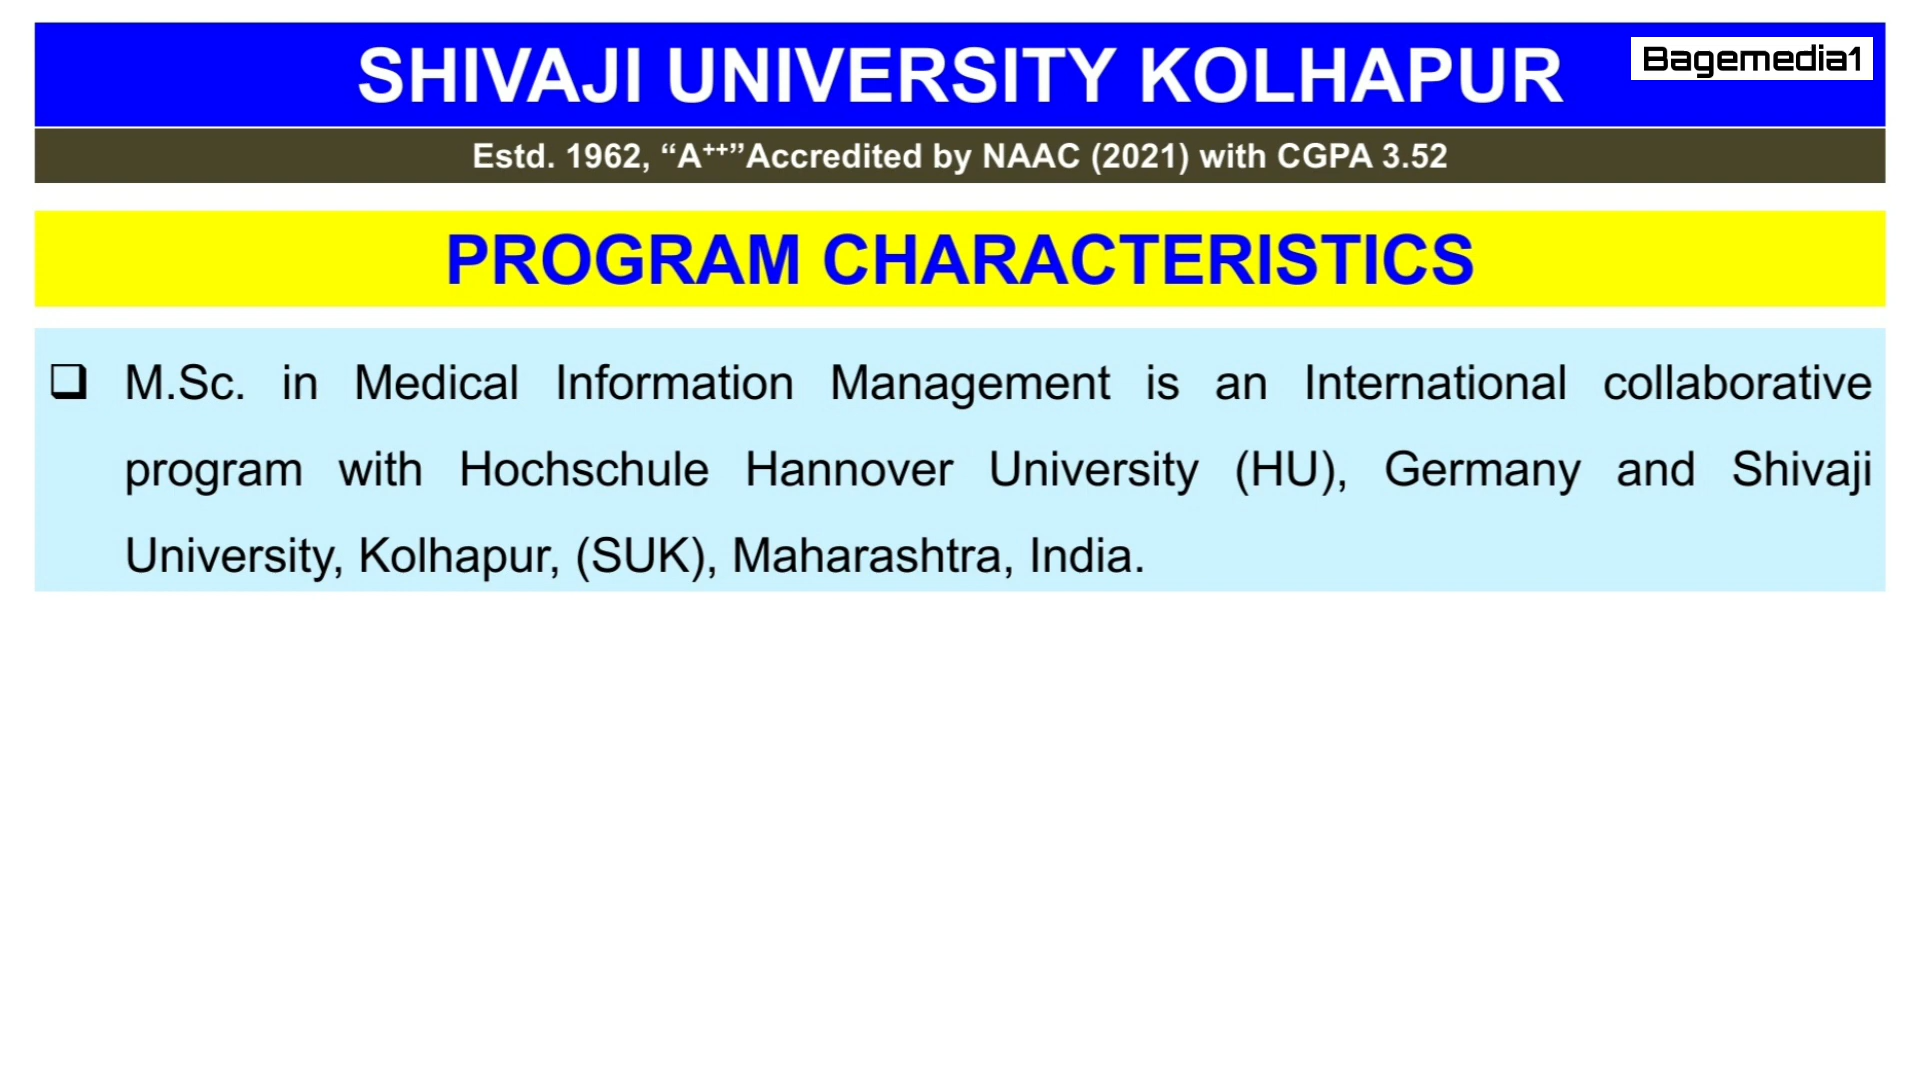 SHIVAJI UNIVERSITY KOLHAPUR
Bagemedia1
Estd. 1962, “A++”Accredited by NAAC (2021) with CGPA 3.52
PROGRAM CHARACTERISTICS
❑ M.Sc. in Medical Information Management is an International collaborative
program with Hochschule Hannover University (HU), Germany and Shivaji
University, Kolhapur, (SUK), Maharashtra, India.